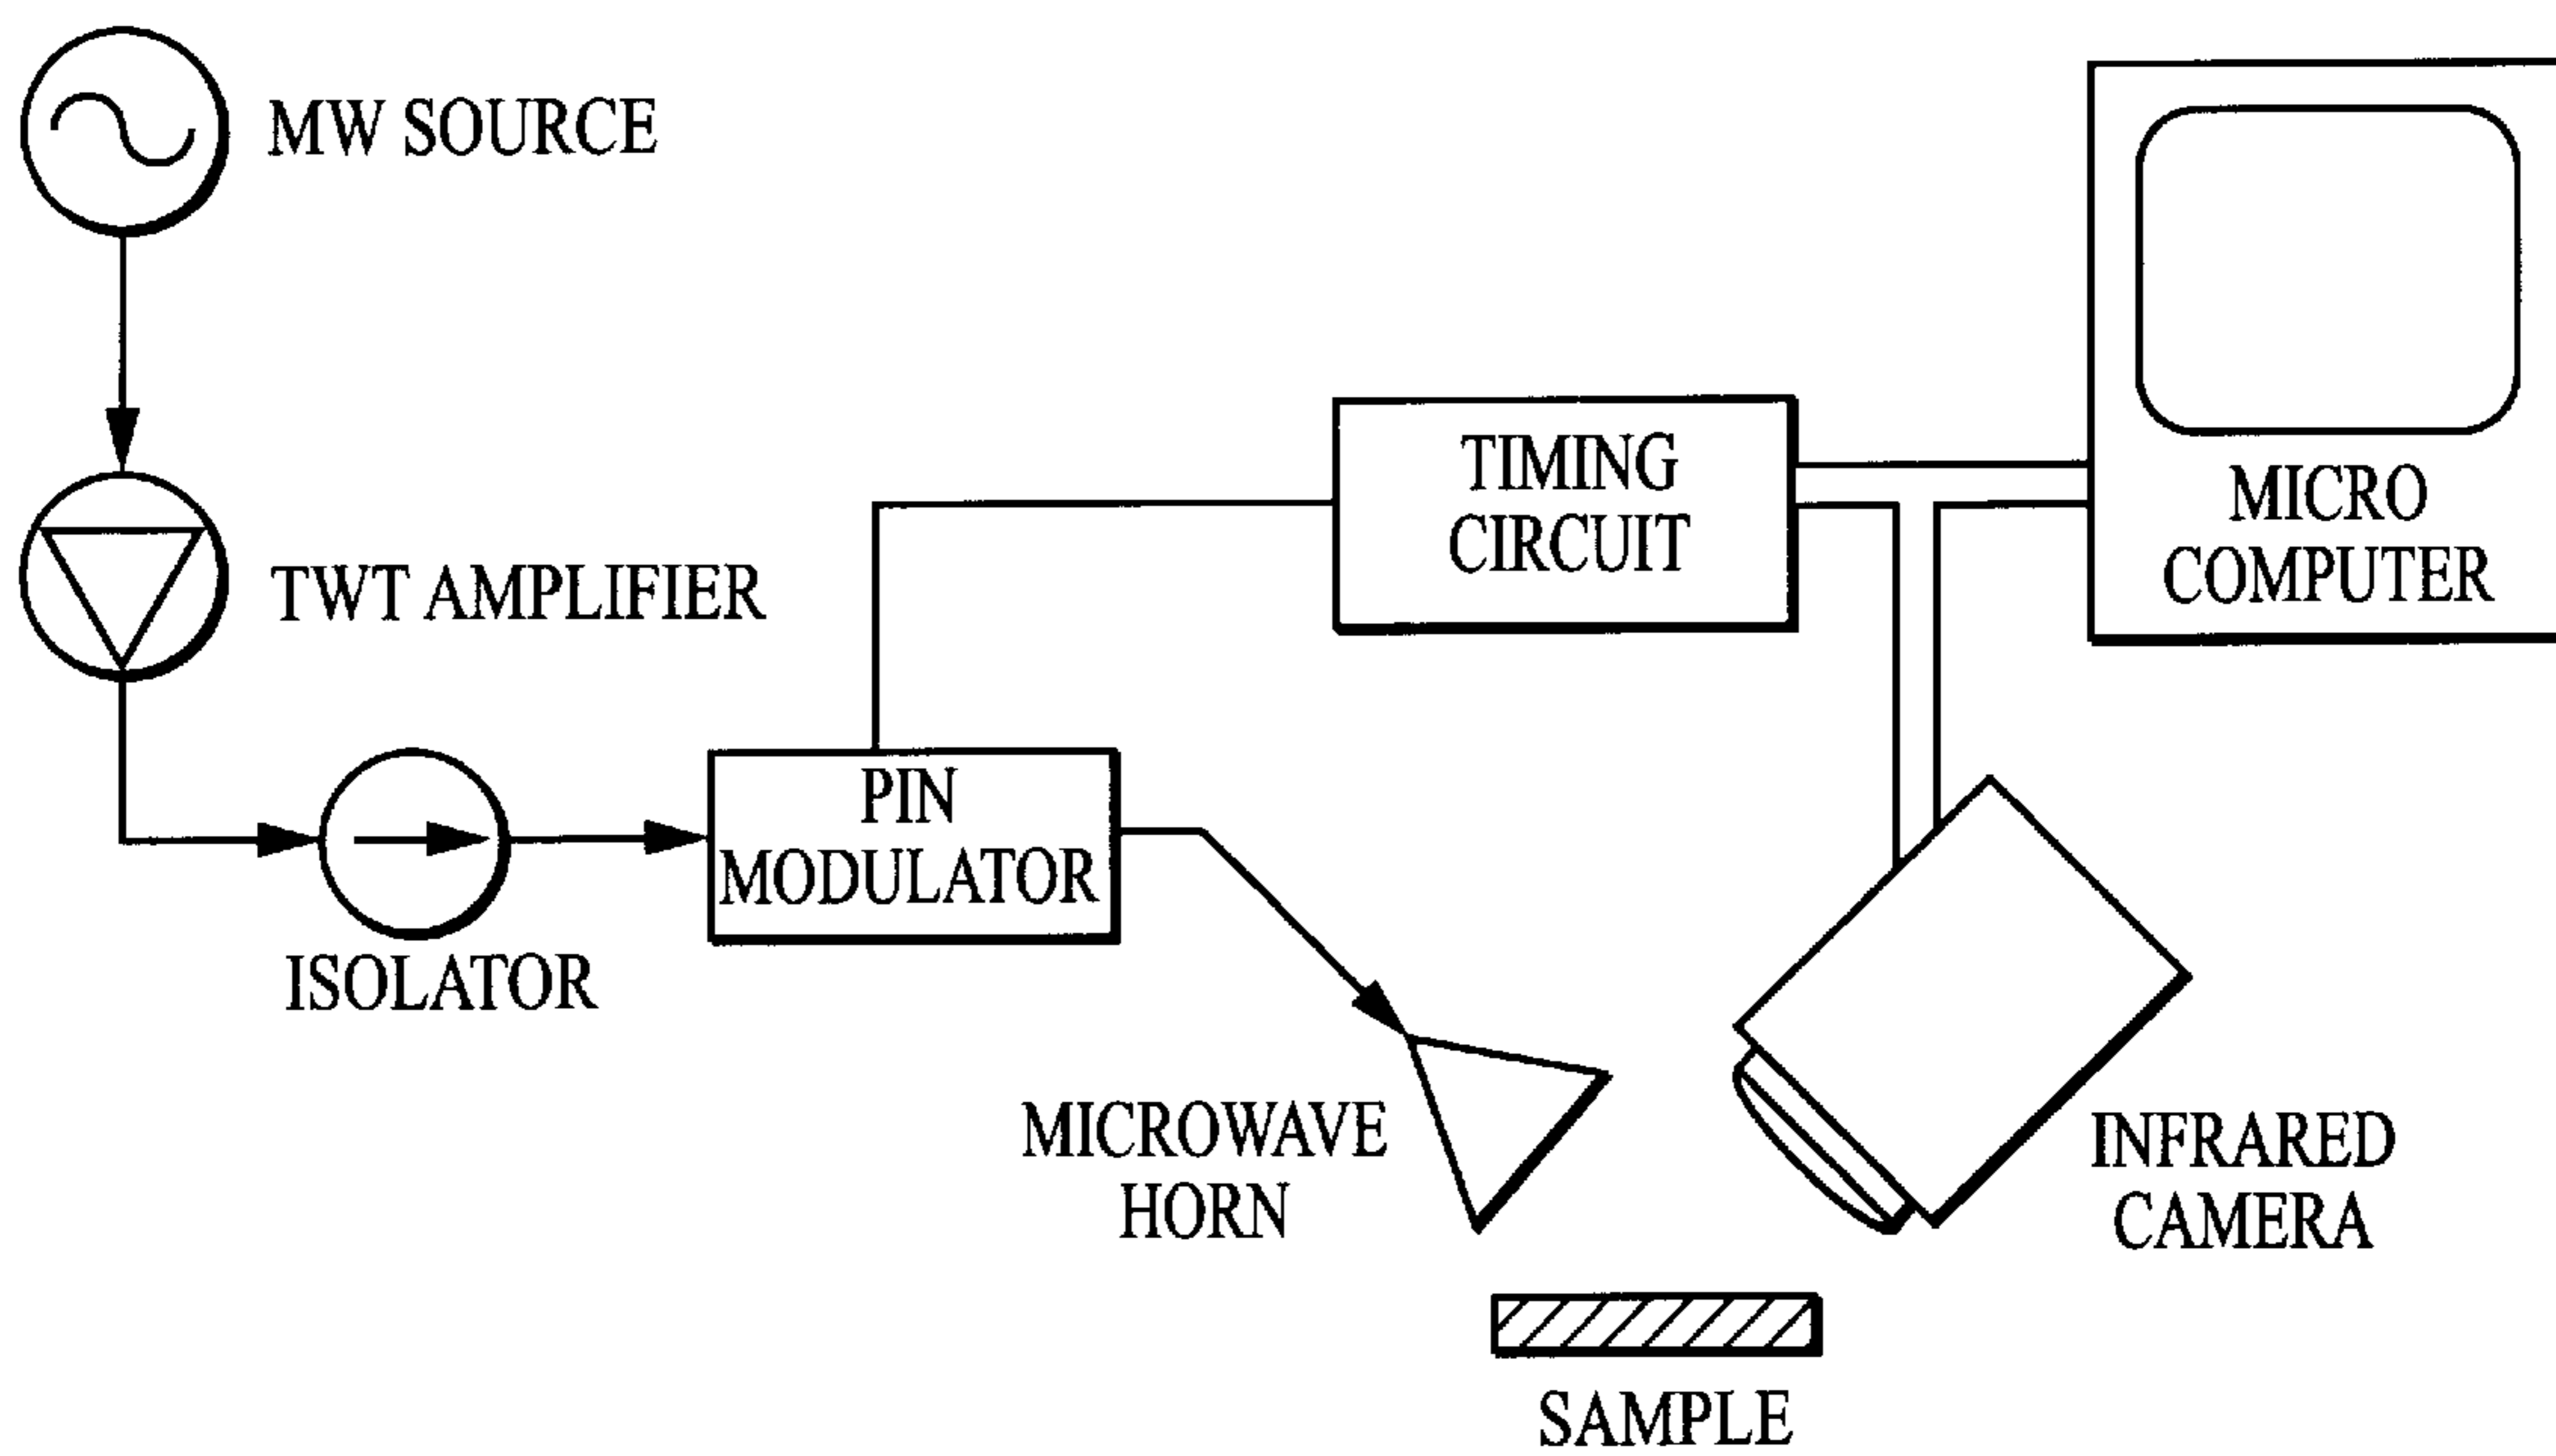 MW SOURCE
TWT AMPLIFIER
ISOLATOR
PIN
MODULATOR
TIMING
CIRCUIT
MICRO
COMPUTER
MICROWAVE
HORN
INFRARED
CAMERA
SAMPLE